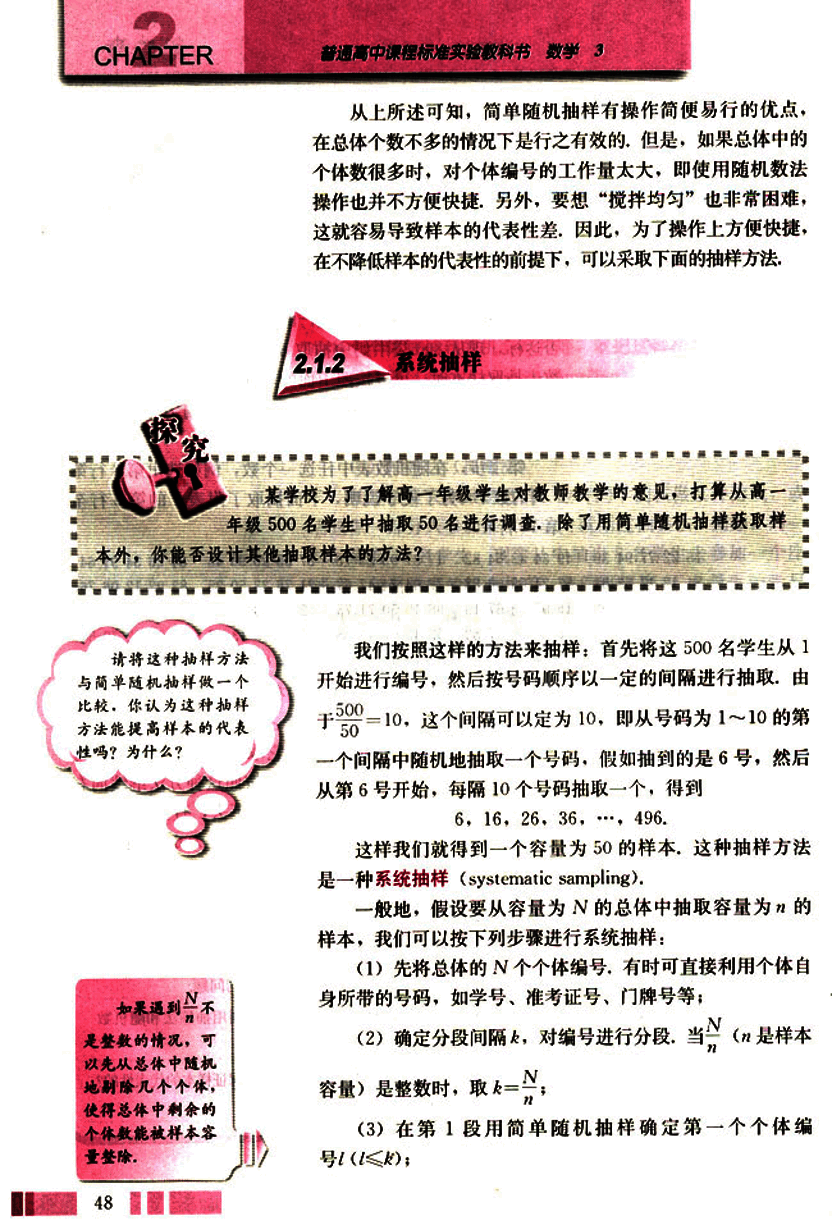 2
CHAPTER
普通高中课程标准实验教科书 数学 3
从上所述可知,简单随机抽样有操作简便易行的优点,
在总体个数不多的情况下是行之有效的. 但是,如果总体中的
个体数很多时,对个体编号的工作量太大,即使用随机数法
操作也并不方便快捷. 另外,要想“搅拌均匀”也非常困难,
这就容易导致样本的代表性差. 因此,为了操作上方便快捷,
在不降低样本的代表性的前提下,可以采取下面的抽样方法.
2.1.2 系统抽样
探究
某学校为了了解高一年级学生对教师教学的意见,打算从高一
年级 500 名学生中抽取 50 名进行调查. 除了用简单随机抽样获取样
本外,你能否设计其他抽取样本的方法?
请将这种抽样方法
与简单随机抽样做一个
比较,你认为这种抽样
方法能提高样本的代表
性吗?为什么?
我们按照这样的方法来抽样:首先将这 500 名学生从 1
开始进行编号,然后按号码顺序以一定的间隔进行抽取. 由
于500/50=10,这个间隔可以定为 10,即从号码为 1~10 的第
一个间隔中随机地抽取一个号码,假如抽到的是 6 号,然后
从第 6 号开始,每隔 10 个号码抽取一个,得到
6,16,26,36,…,496.
这样我们就得到一个容量为 50 的样本. 这种抽样方法
是一种系统抽样(systematic sampling).
一般地,假设要从容量为 N 的总体中抽取容量为 n 的
样本,我们可以按下列步骤进行系统抽样:
(1) 先将总体的 N 个个体编号. 有时可直接利用个体自
身所带的号码,如学号、准考证号、门牌号等;
(2) 确定分段间隔 k,对编号进行分段. 当N/n(n 是样本
容量)是整数时,取 k=N/n;
(3) 在第 1 段用简单随机抽样确定第一个个体编
号 l (l≤k);
如果遇到N/n不
是整数的情况,可
以先从总体中随机
地剔除几个个体,
使得总体中剩余的
个体数能被样本容
量整除.
48